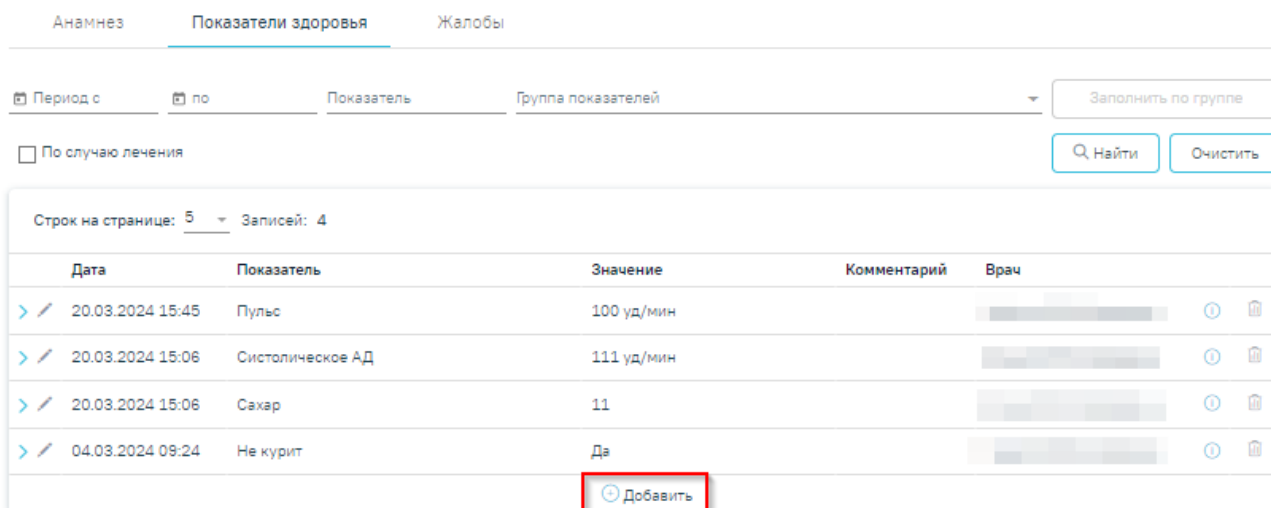 Анамнез Показатели здоровья Жалобы
Период с по Показатель Группа показателей Заполнить по группе
По случаю лечения Найти Очистить
Строк на странице: 5 Записей: 4
Дата Показатель Значение Комментарий Врач
20.03.2024 15:45 Пульс 100 уд/мин
20.03.2024 15:06 Систолическое АД 111 уд/мин
20.03.2024 15:06 Сахар 11
04.03.2024 09:24 Не курит Да
Добавить